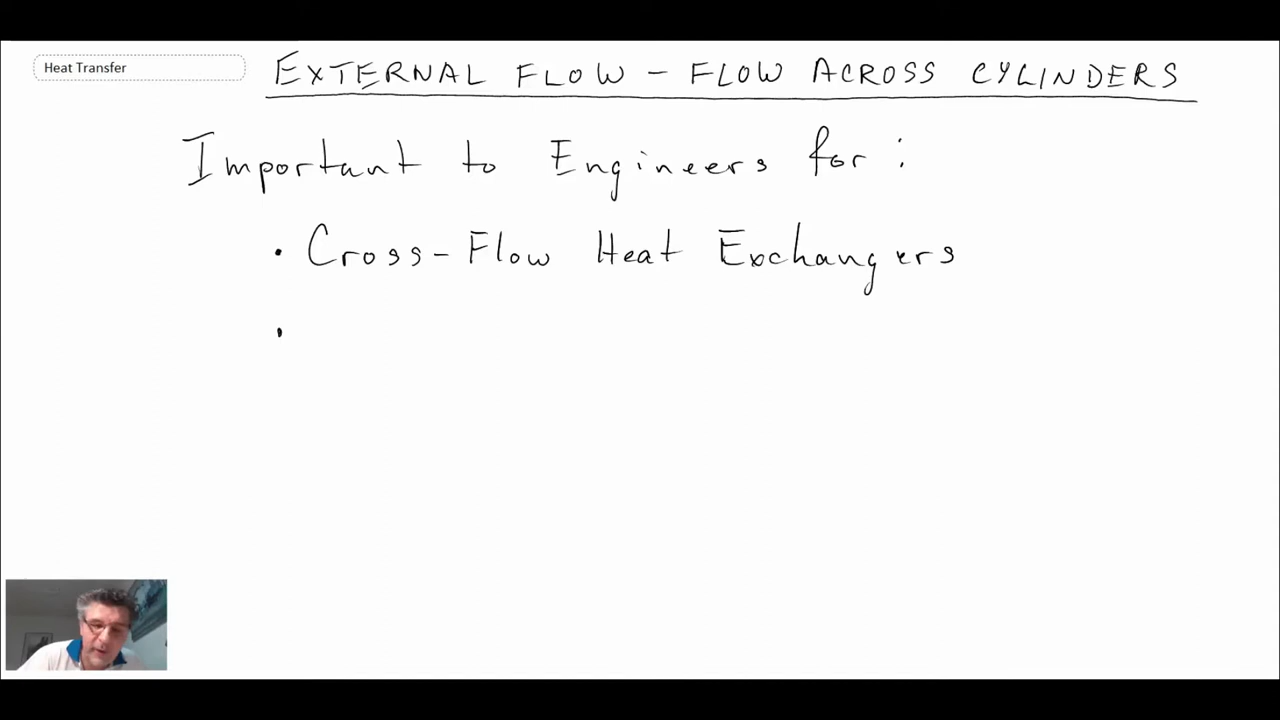 Heat Transfer
EXTERNAL FLOW - FLOW ACROSS CYLINDERS
Important to Engineers for :
• Cross-Flow Heat Exchangers
•